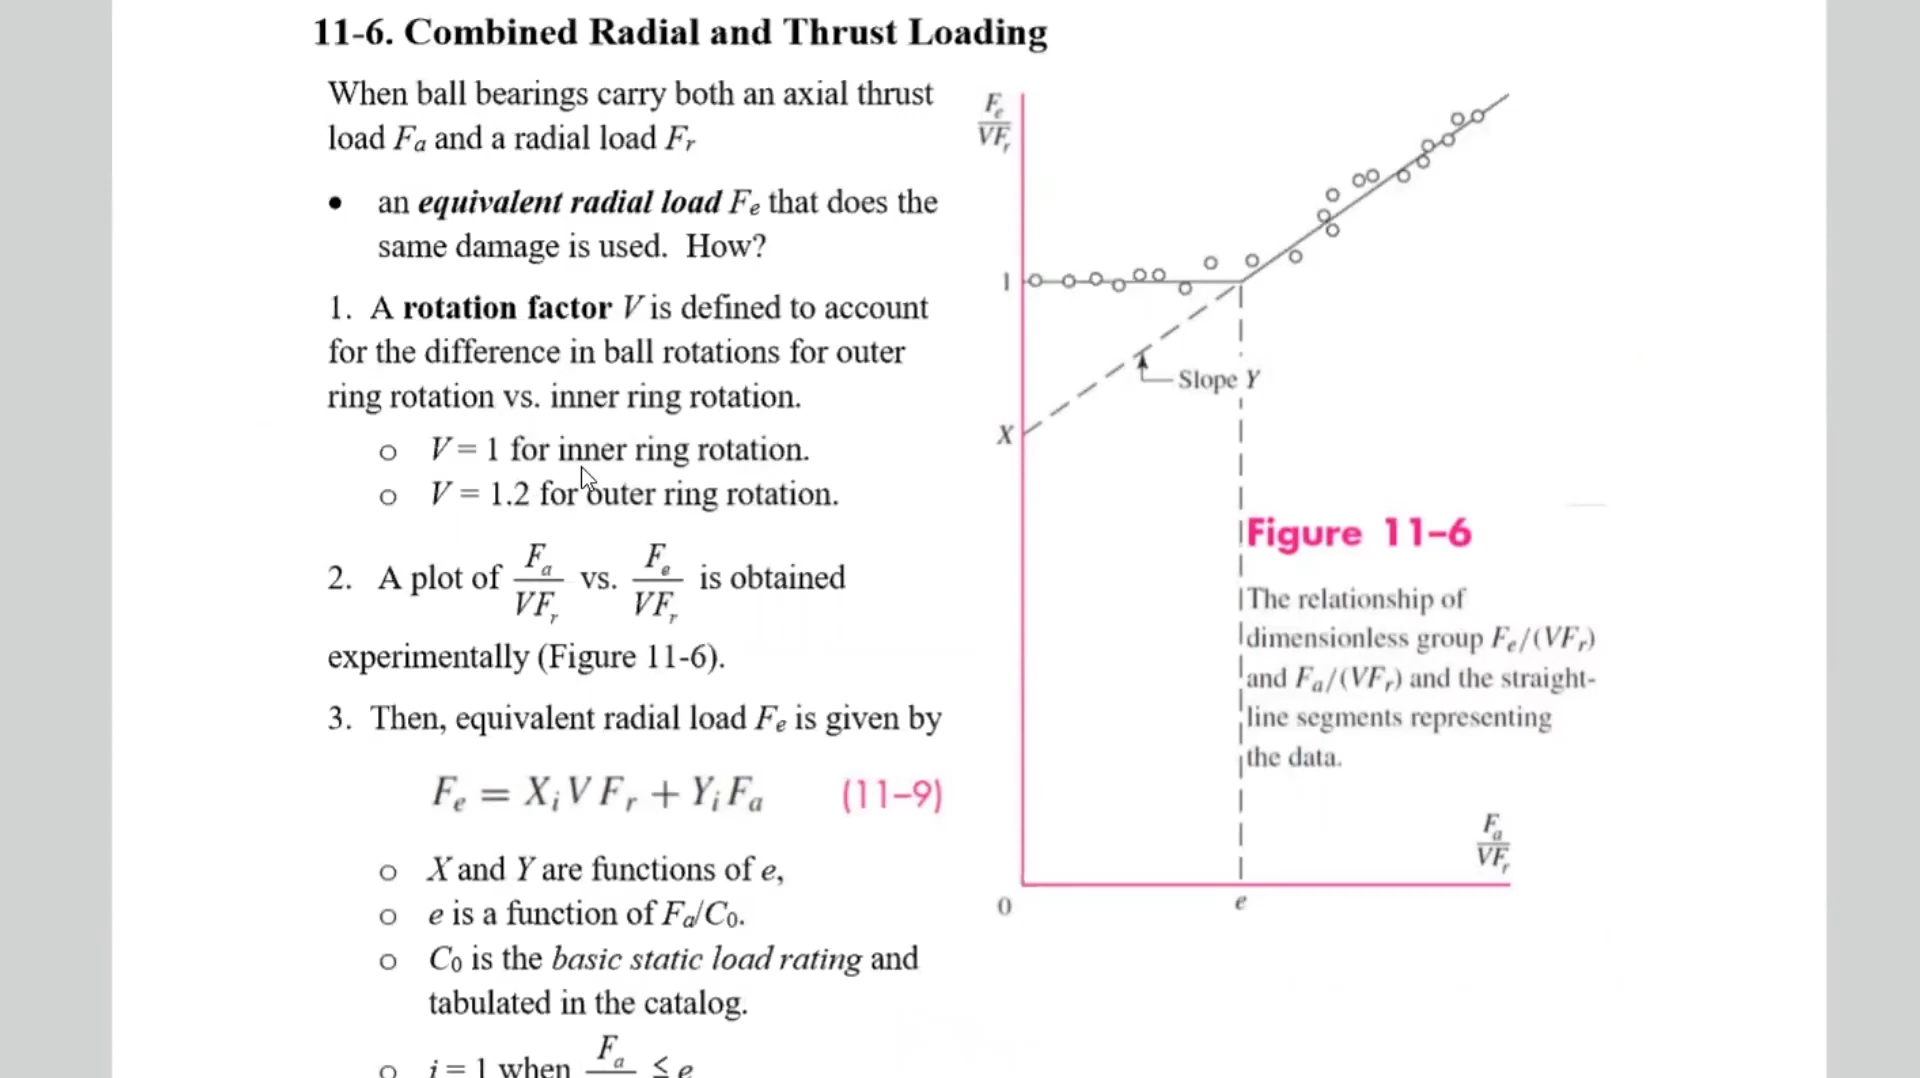 11-6. Combined Radial and Thrust Loading
When ball bearings carry both an axial thrust
load Fa and a radial load Fr
• an equivalent radial load Fe that does the
same damage is used. How?
1. A rotation factor V is defined to account
for the difference in ball rotations for outer
ring rotation vs. inner ring rotation.
o V = 1 for inner ring rotation.
o V = 1.2 for outer ring rotation.
2. A plot of Fa/VFr vs. Fe/VFr is obtained
experimentally (Figure 11-6).
3. Then, equivalent radial load Fe is given by
Fe = XiVFr + YiFa (11–9)
o X and Y are functions of e,
o e is a function of Fa/C0.
o C0 is the basic static load rating and
tabulated in the catalog.
o i = 1 when Fa ≤ e
Fe/VFr
1
Slope Y
X
Figure 11–6
The relationship of
dimensionless group Fe/(VFr)
and Fa/(VFr) and the straight-
line segments representing
the data.
Fa/VFr
0
e